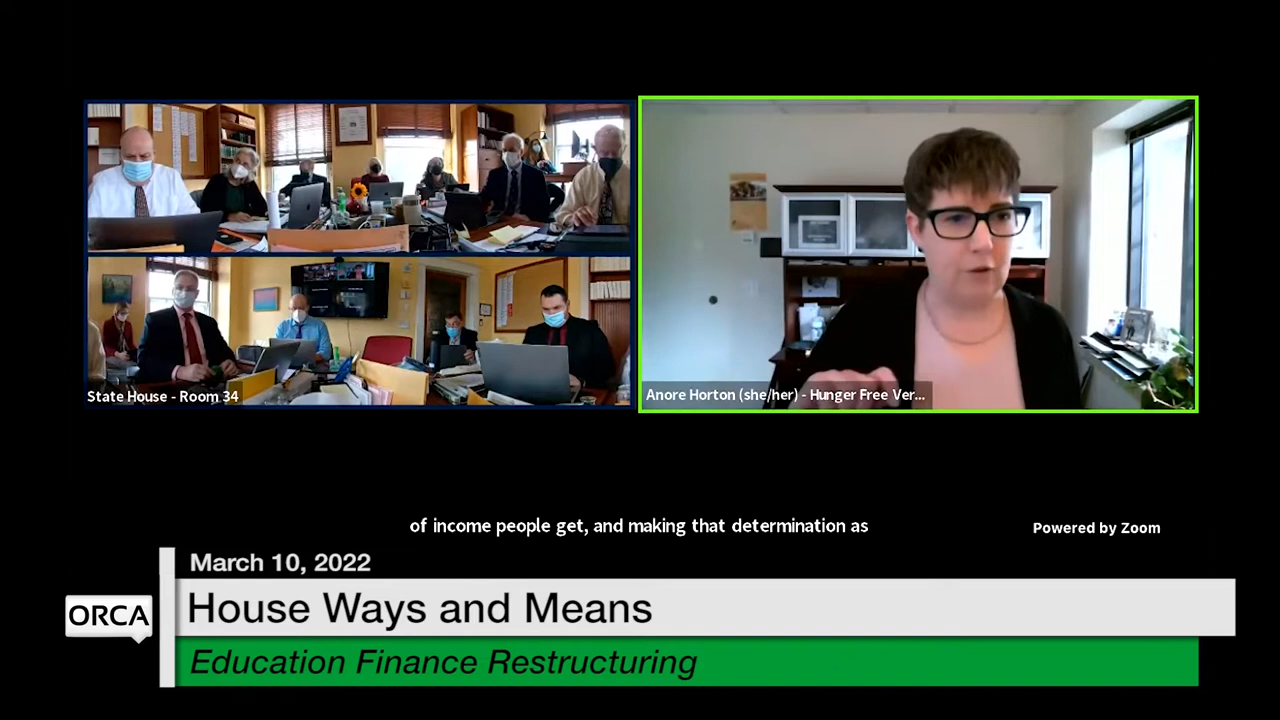 State House - Room 34
Anore Horton (she/her) - Hunger Free Ver...
of income people get, and making that determination as
Powered by Zoom
March 10, 2022
ORCA
House Ways and Means
Education Finance Restructuring